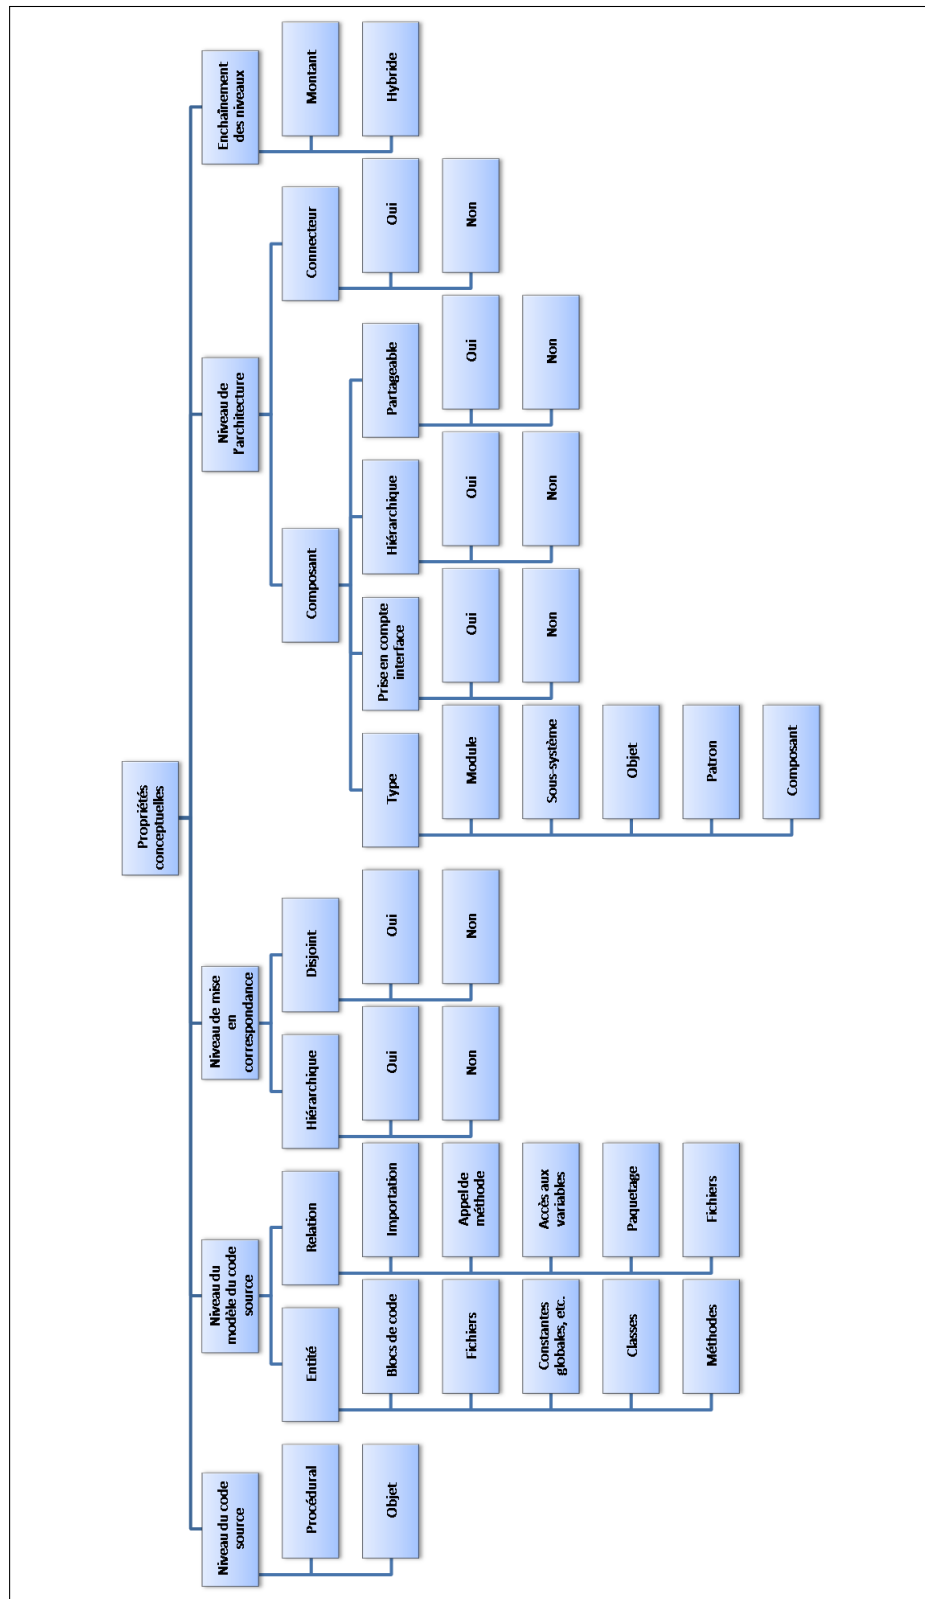 Propriétés
conceptuelles
Niveau du code
source
Procédural
Objet
Niveau du
modèle du code
source
Entité
Blocs de code
Fichiers
Constantes
globales, etc.
Classes
Méthodes
Relation
Importation
Appel de
méthode
Accès aux
variables
Paquetage
Fichiers
Niveau de mise
en
correspondance
Hiérarchique
Oui
Non
Disjoint
Oui
Non
Niveau de
l'architecture
Composant
Type
Module
Sous-système
Objet
Patron
Composant
Prise en compte
interface
Oui
Non
Hiérarchique
Oui
Non
Partageable
Oui
Non
Connecteur
Oui
Non
Enchaînement
des niveaux
Montant
Hybride